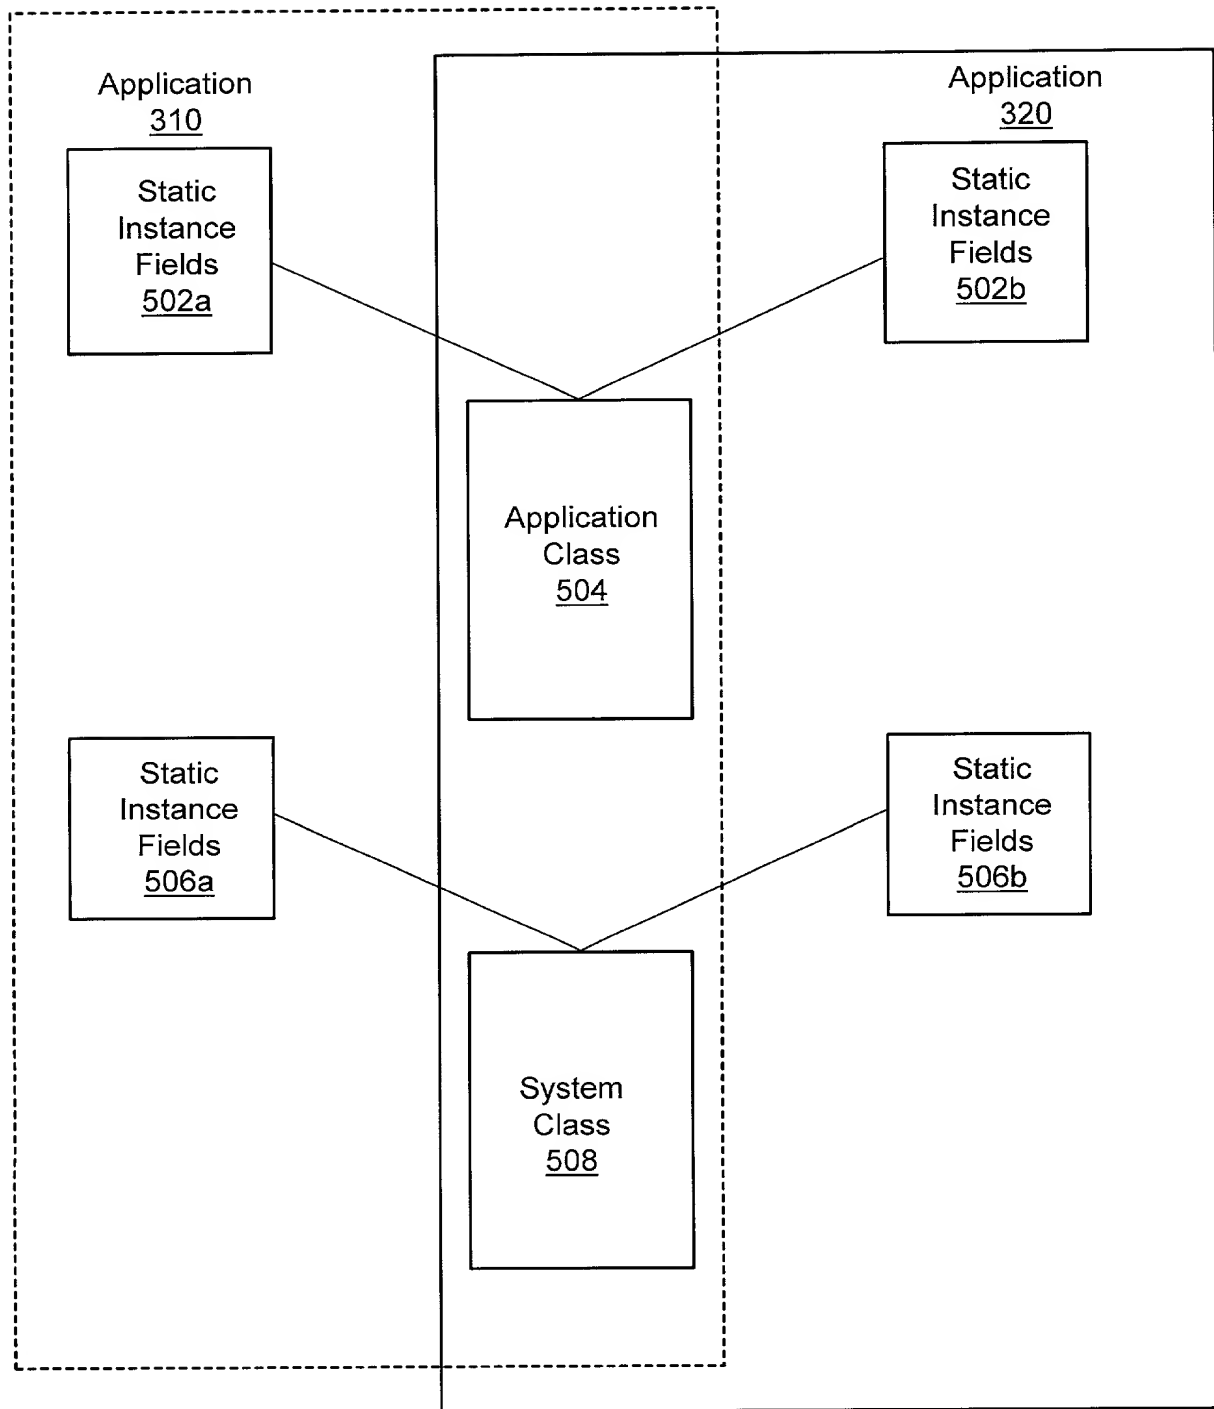 Application
310
Application
320
Static
Instance
Fields
502a
Static
Instance
Fields
502b
Application
Class
504
Static
Instance
Fields
506a
Static
Instance
Fields
506b
System
Class
508